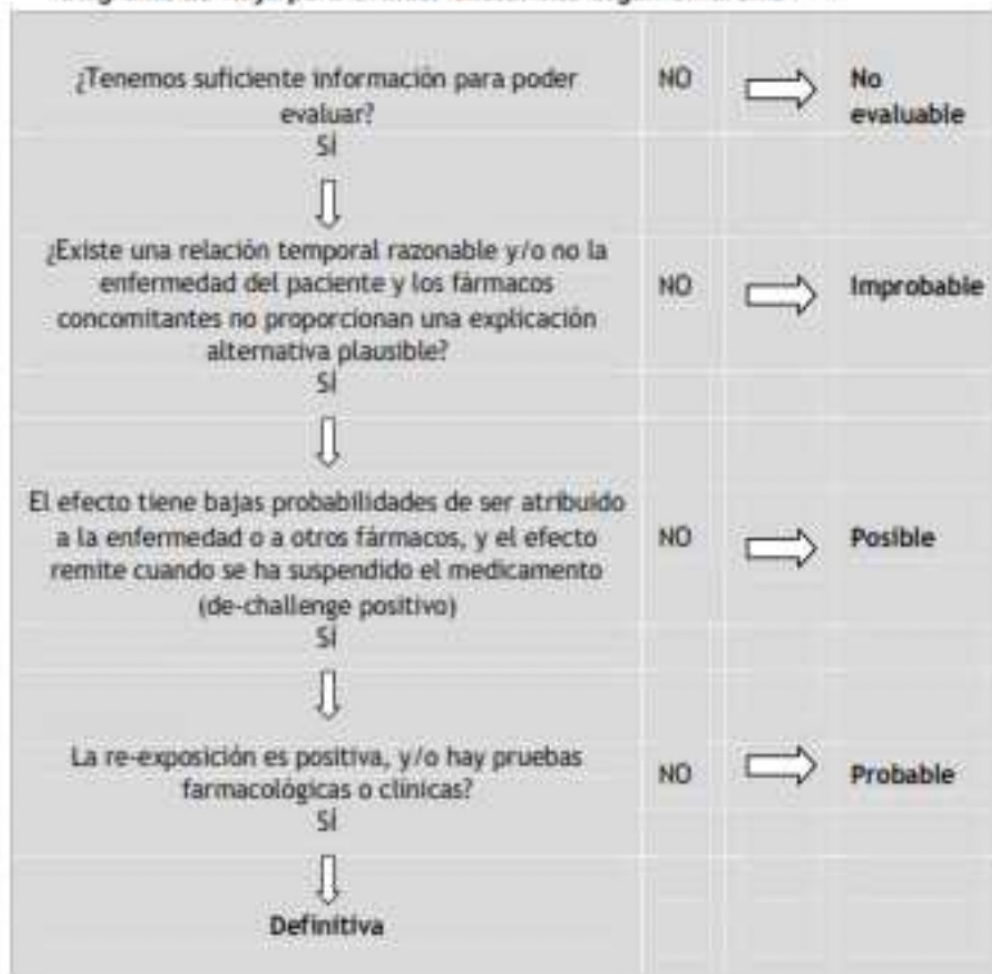 ¿Tenemos suficiente información para poder
evaluar?
SÍ
NO
No
evaluable
¿Existe una relación temporal razonable y/o no la
enfermedad del paciente y los fármacos
concomitantes no proporcionan una explicación
alternativa plausible?
SÍ
NO
Improbable
El efecto tiene bajas probabilidades de ser atribuido
a la enfermedad o a otros fármacos, y el efecto
remite cuando se ha suspendido el medicamento
(de-challenge positivo)
SÍ
NO
Posible
La re-exposición es positiva, y/o hay pruebas
farmacológicas o clínicas?
SÍ
NO
Probable
Definitiva